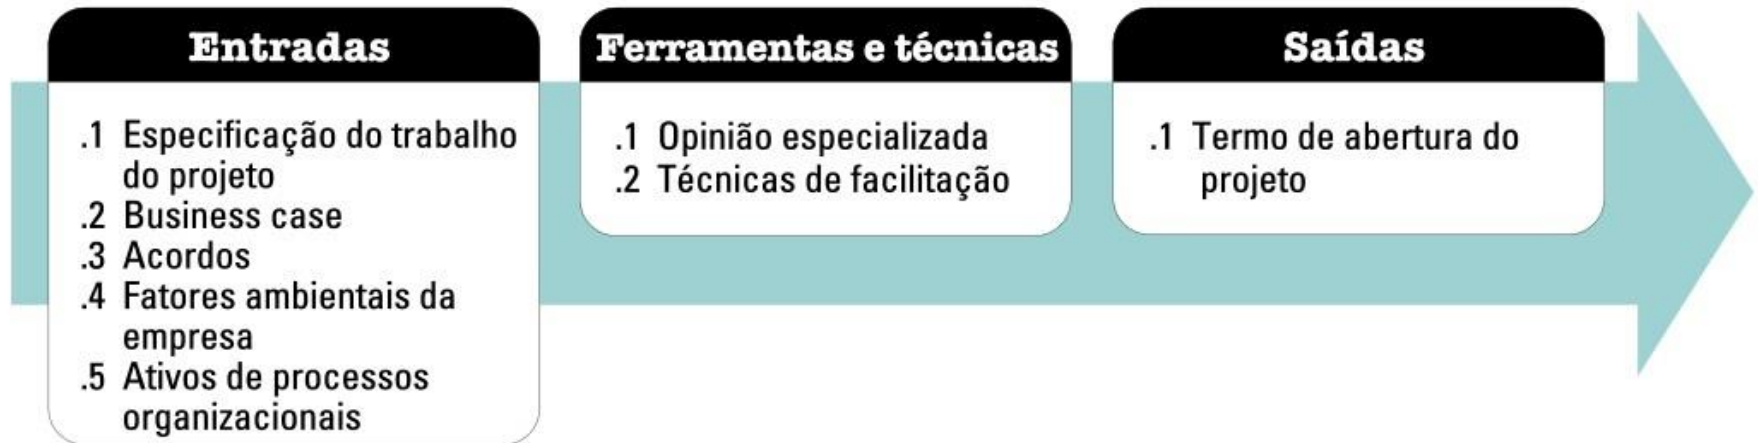 Entradas
.1 Especificação do trabalho
do projeto
.2 Business case
.3 Acordos
.4 Fatores ambientais da
empresa
.5 Ativos de processos
organizacionais
Ferramentas e técnicas
.1 Opinião especializada
.2 Técnicas de facilitação
Saídas
.1 Termo de abertura do
projeto